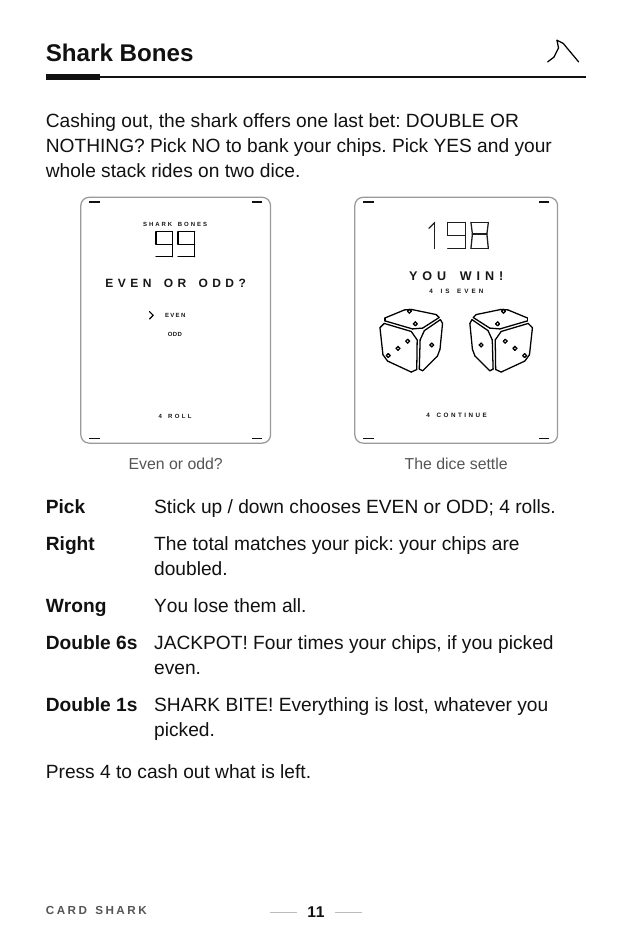 Shark Bones
Cashing out, the shark offers one last bet: DOUBLE OR
NOTHING? Pick NO to bank your chips. Pick YES and your
whole stack rides on two dice.
SHARK BONES
99
EVEN OR ODD?
EVEN
ODD
4 ROLL
198
YOU WIN!
4 IS EVEN
4 CONTINUE
Even or odd?
The dice settle
Pick Stick up / down chooses EVEN or ODD; 4 rolls.
Right The total matches your pick: your chips are
doubled.
Wrong You lose them all.
Double 6s JACKPOT! Four times your chips, if you picked
even.
Double 1s SHARK BITE! Everything is lost, whatever you
picked.
Press 4 to cash out what is left.
CARD SHARK
11